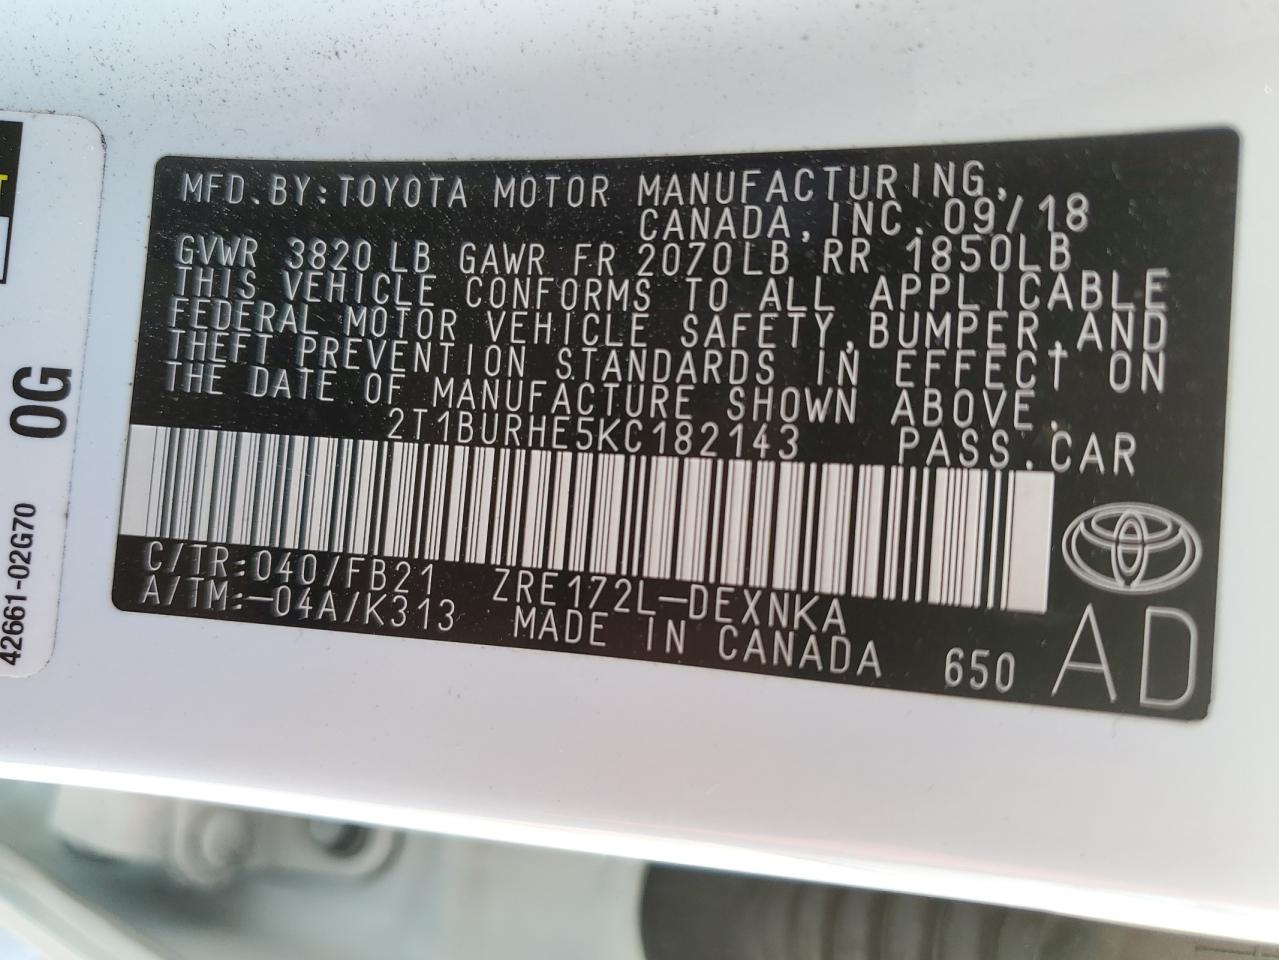 MFD.BY:TOYOTA MOTOR MANUFACTURING,
CANADA,INC. 09/18
GVWR 3820LB GAWR FR 2070LB RR 1850LB
THIS VEHICLE CONFORMS TO ALL APPLICABLE
FEDERAL MOTOR VEHICLE SAFETY,BUMPER,AND
THEFT PREVENTION STANDARDS IN EFFECT ON
THE DATE OF MANUFACTURE SHOWN ABOVE.
2T1BURHE5KC182143 PASS.CAR
C/TR:040/FB21 ZRE172L-DEXNKA
A/TM:-04A/K313 MADE IN CANADA 650 AD
0G
42661-02G70